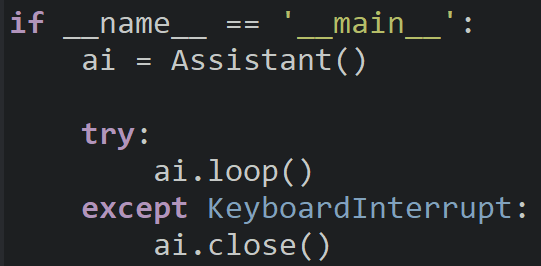 if __name__ == '__main__':
    ai = Assistant()

    try:
        ai.loop()
    except KeyboardInterrupt:
        ai.close()